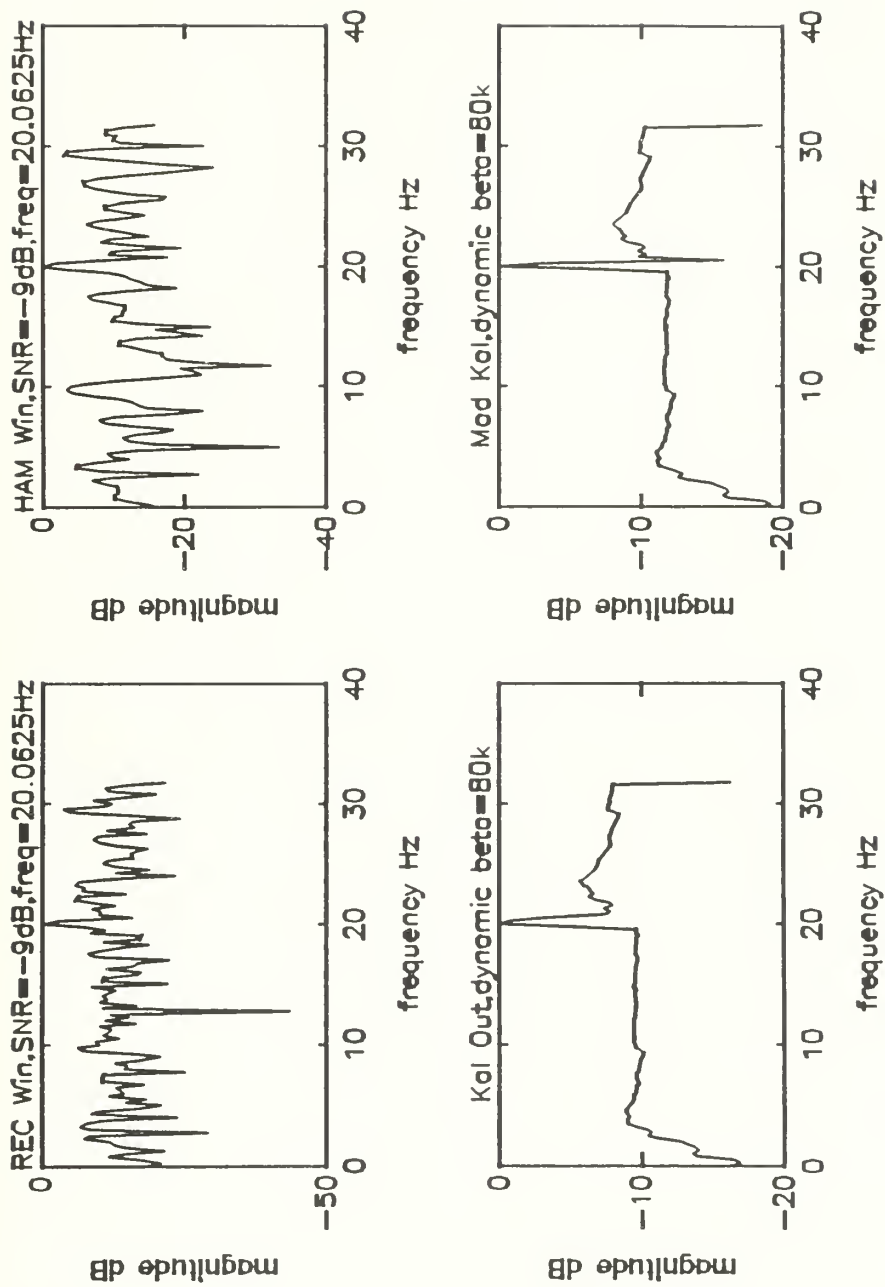 REC Win,SNR=-9dB,freq=20.0625Hz
0
-50
magnitude dB
0
10
20
30
40
frequency Hz
HAM Win,SNR=-9dB,freq=20.0625Hz
0
-20
-40
magnitude dB
0
10
20
30
40
frequency Hz
Kal Out,dynamic beta=80k
0
-10
-20
magnitude dB
0
10
20
30
40
frequency Hz
Mod Kal,dynamic beta=80k
0
-10
-20
magnitude dB
0
10
20
30
40
frequency Hz